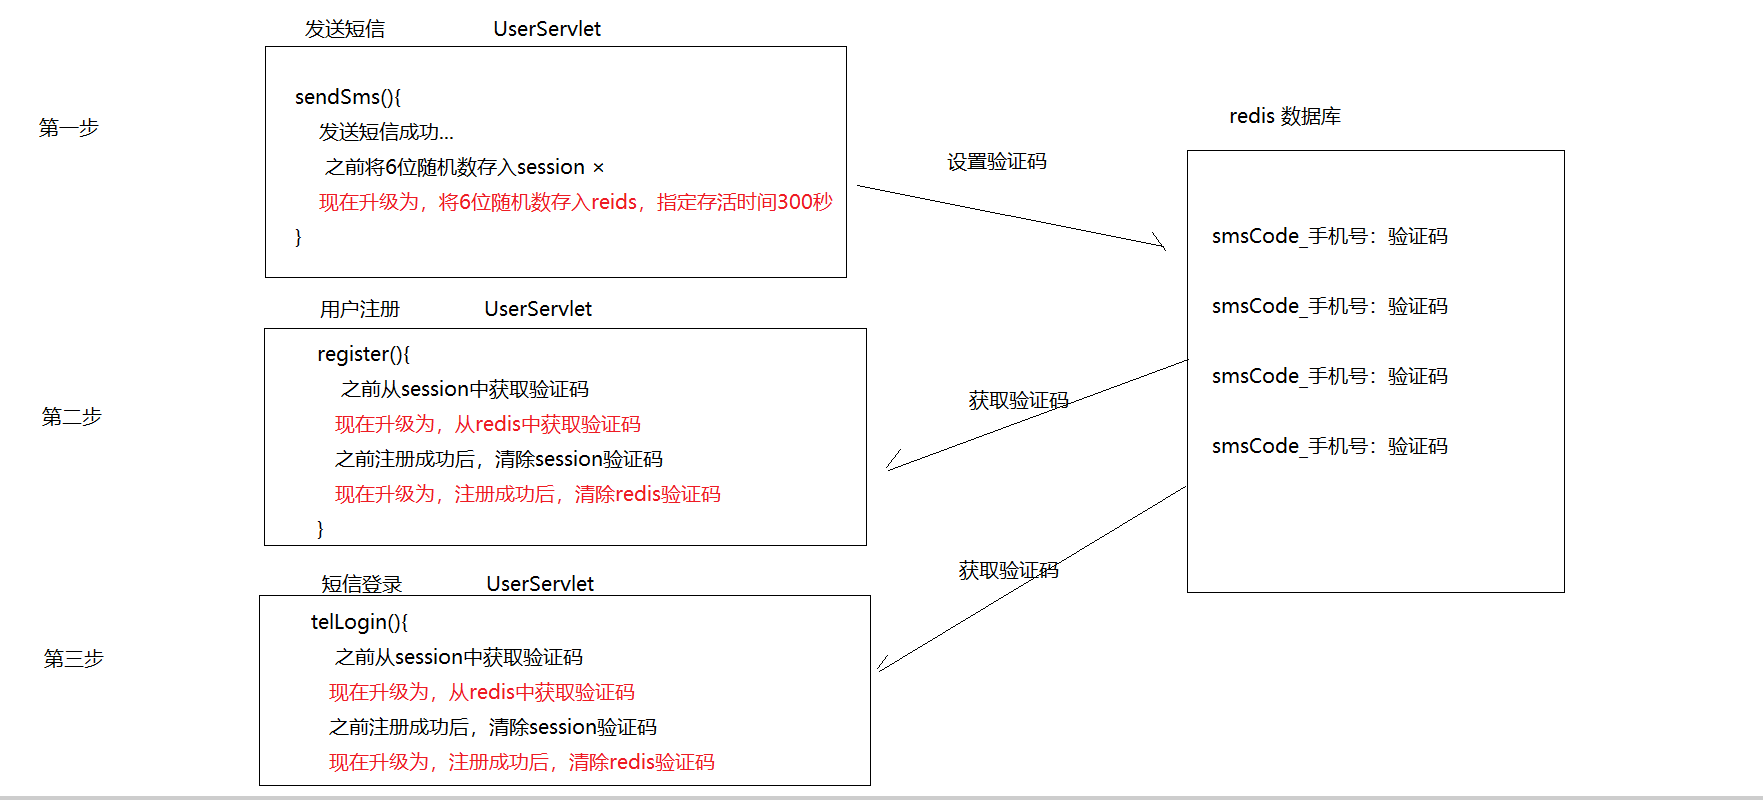 发送短信 UserServlet
第一步
sendSms(){
发送短信成功...
之前将6位随机数存入session ×
现在升级为，将6位随机数存入reids，指定存活时间300秒
}
设置验证码
redis 数据库
smsCode_手机号：验证码
smsCode_手机号：验证码
smsCode_手机号：验证码
smsCode_手机号：验证码
用户注册 UserServlet
第二步
register(){
之前从session中获取验证码
现在升级为，从redis中获取验证码
之前注册成功后，清除session验证码
现在升级为，注册成功后，清除redis验证码
}
获取验证码
短信登录 UserServlet
第三步
telLogin(){
之前从session中获取验证码
现在升级为，从redis中获取验证码
之前注册成功后，清除session验证码
现在升级为，注册成功后，清除redis验证码
获取验证码